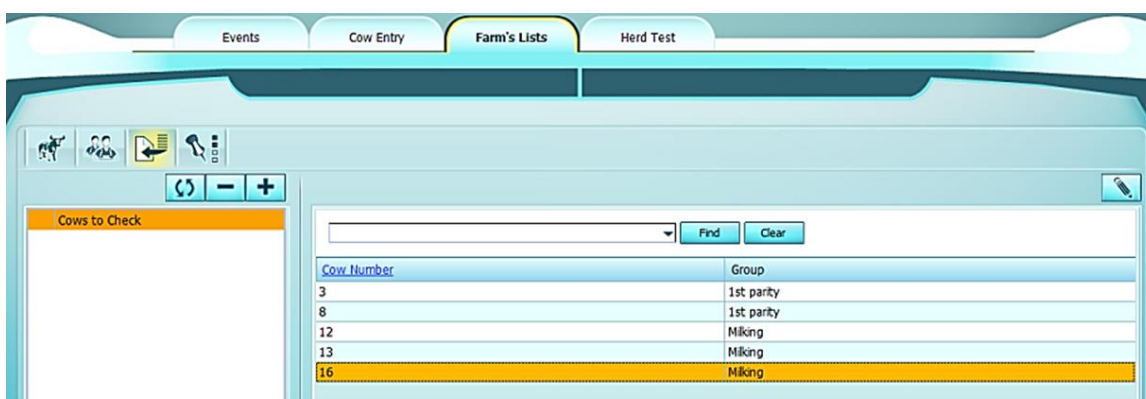 Events Cow Entry Farm's Lists Herd Test
Cows to Check
Find Clear
Cow Number Group
3 1st parity
8 1st parity
12 Milking
13 Milking
16 Milking